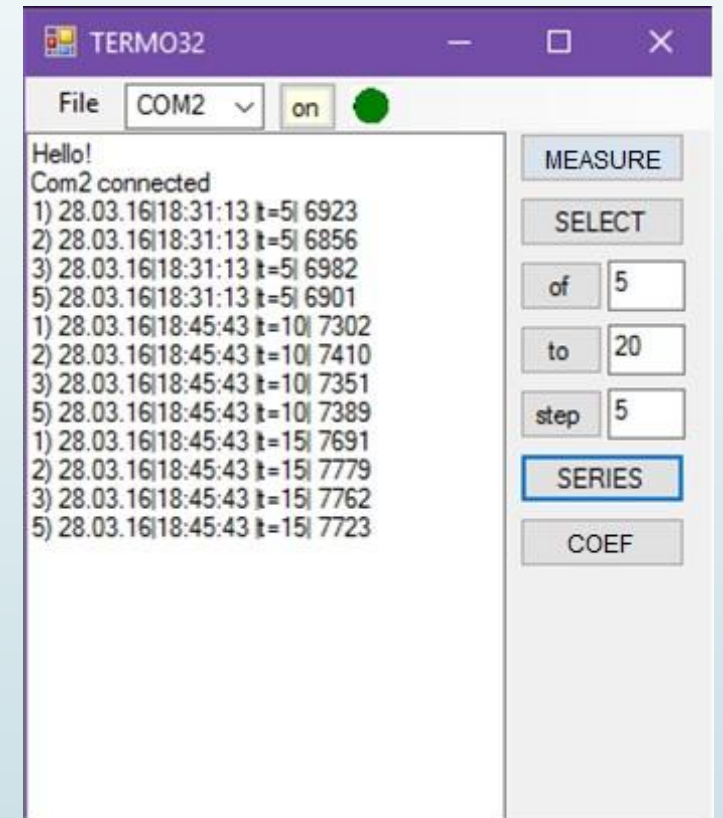 TERMO32
File COM2 on
Hello!
Com2 connected
1) 28.03.16|18:31:13 |t=5| 6923
2) 28.03.16|18:31:13 |t=5| 6856
3) 28.03.16|18:31:13 |t=5| 6982
5) 28.03.16|18:31:13 |t=5| 6901
1) 28.03.16|18:45:43 |t=10| 7302
2) 28.03.16|18:45:43 |t=10| 7410
3) 28.03.16|18:45:43 |t=10| 7351
5) 28.03.16|18:45:43 |t=10| 7389
1) 28.03.16|18:45:43 |t=15| 7691
2) 28.03.16|18:45:43 |t=15| 7779
3) 28.03.16|18:45:43 |t=15| 7762
5) 28.03.16|18:45:43 |t=15| 7723
MEASURE
SELECT
of 5
to 20
step 5
SERIES
COEF